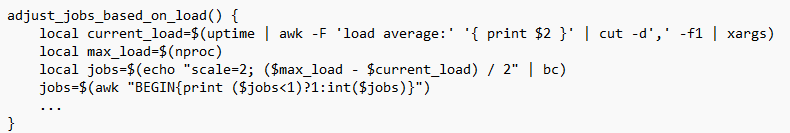 adjust_jobs_based_on_load() {
    local current_load=$(uptime | awk -F 'load average:' '{ print $2 }' | cut -d',' -f1 | xargs)
    local max_load=$(nproc)
    local jobs=$(echo "scale=2; ($max_load - $current_load) / 2" | bc)
    jobs=$(awk "BEGIN{print ($jobs<1)?1:int($jobs)}")
    ...
}